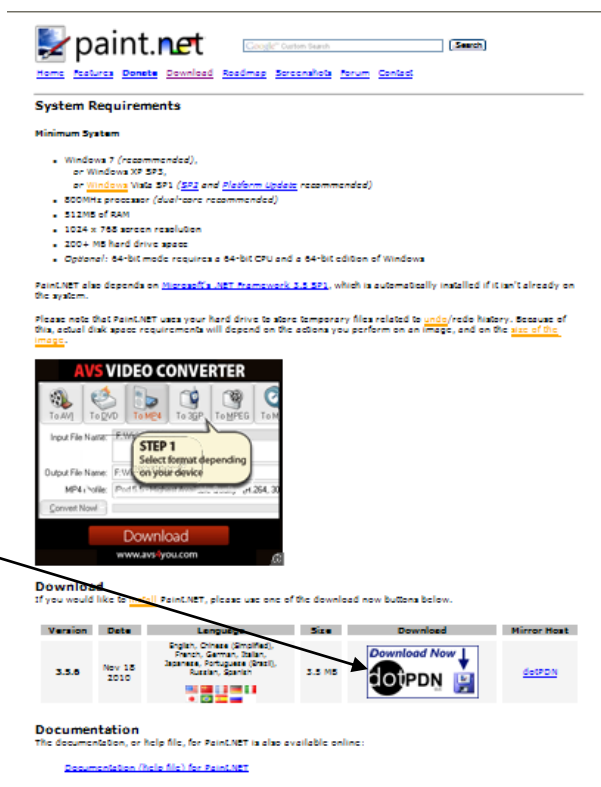 paint.net
Google™ Custom Search
Search
Home Features Donate Download Roadmap Screenshots Forum Contact
System Requirements
Minimum System
Windows 7 (recommended),
or Windows XP SP3,
or Windows Vista SP1 (SP2 and Platform Update recommended)
800MHz processor (dual-core recommended)
512MB of RAM
1024 x 768 screen resolution
200+ MB hard drive space
Optional: 64-bit mode requires a 64-bit CPU and a 64-bit edition of Windows
Paint.NET also depends on Microsoft's .NET Framework 3.5 SP1, which is automatically installed if it isn't already on
the system.
Please note that Paint.NET uses your hard drive to store temporary files related to undo/redo history. Because of
this, actual disk space requirements will depend on the actions you perform on an image, and on the size of the
image.
AVS VIDEO CONVERTER
To AVI To DVD To MP4 To 3GP To MPEG To M
Input File Name:
STEP 1
Select format depending
on your device
Output File Name:
MP4 Profile: (H.264, 30
Convert Now!
Download
www.avs4you.com
Download
If you would like to install Paint.NET, please use one of the download now buttons below.
Version Date Language Size Download Mirror Host
3.5.6 Nov 18 2010 English, Chinese (Simplified), French, German, Italian, Japanese, Portuguese (Brazil), Russian, Spanish 3.5 MB Download Now dotPDN dotPDN
Documentation
The documentation, or help file, for Paint.NET is also available online:
Documentation (help file) for Paint.NET